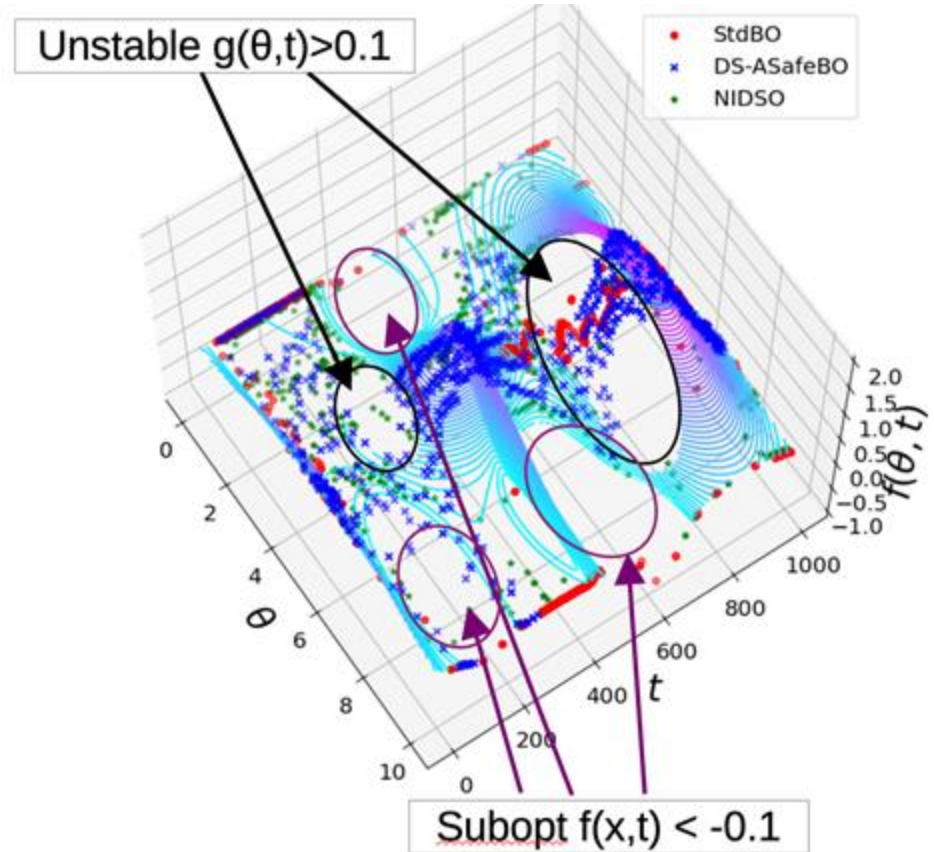 Unstable g(θ,t)>0.1
StdBO
DS-ASafeBO
NIDSO
2.0
1.5
1.0
0.5
0.0
−0.5
−1.0
f(θ, t)
0
2
4
6
8
10
θ
0
200
400
600
800
1000
t
Subopt f(x,t) < -0.1